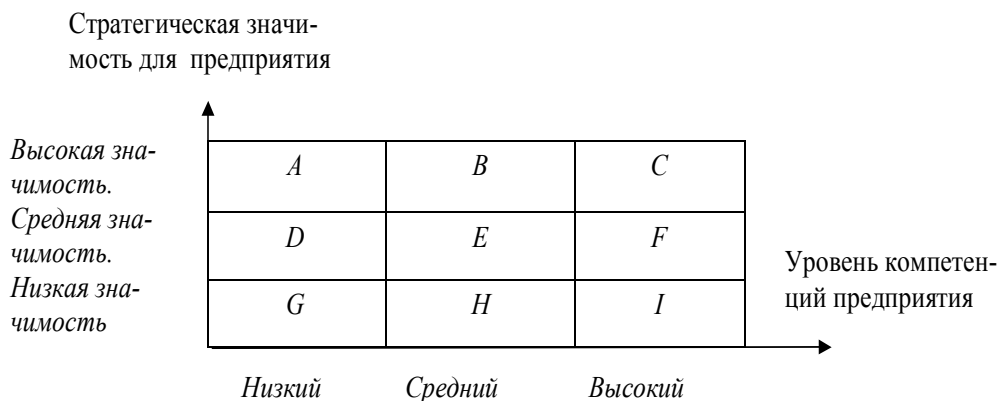 Стратегическая значи-
мость для предприятия
Высокая зна-
чимость.
A B C
Средняя зна-
чимость.
D E F
Низкая зна-
чимость
G H I
Уровень компетен-
ций предприятия
Низкий Средний Высокий